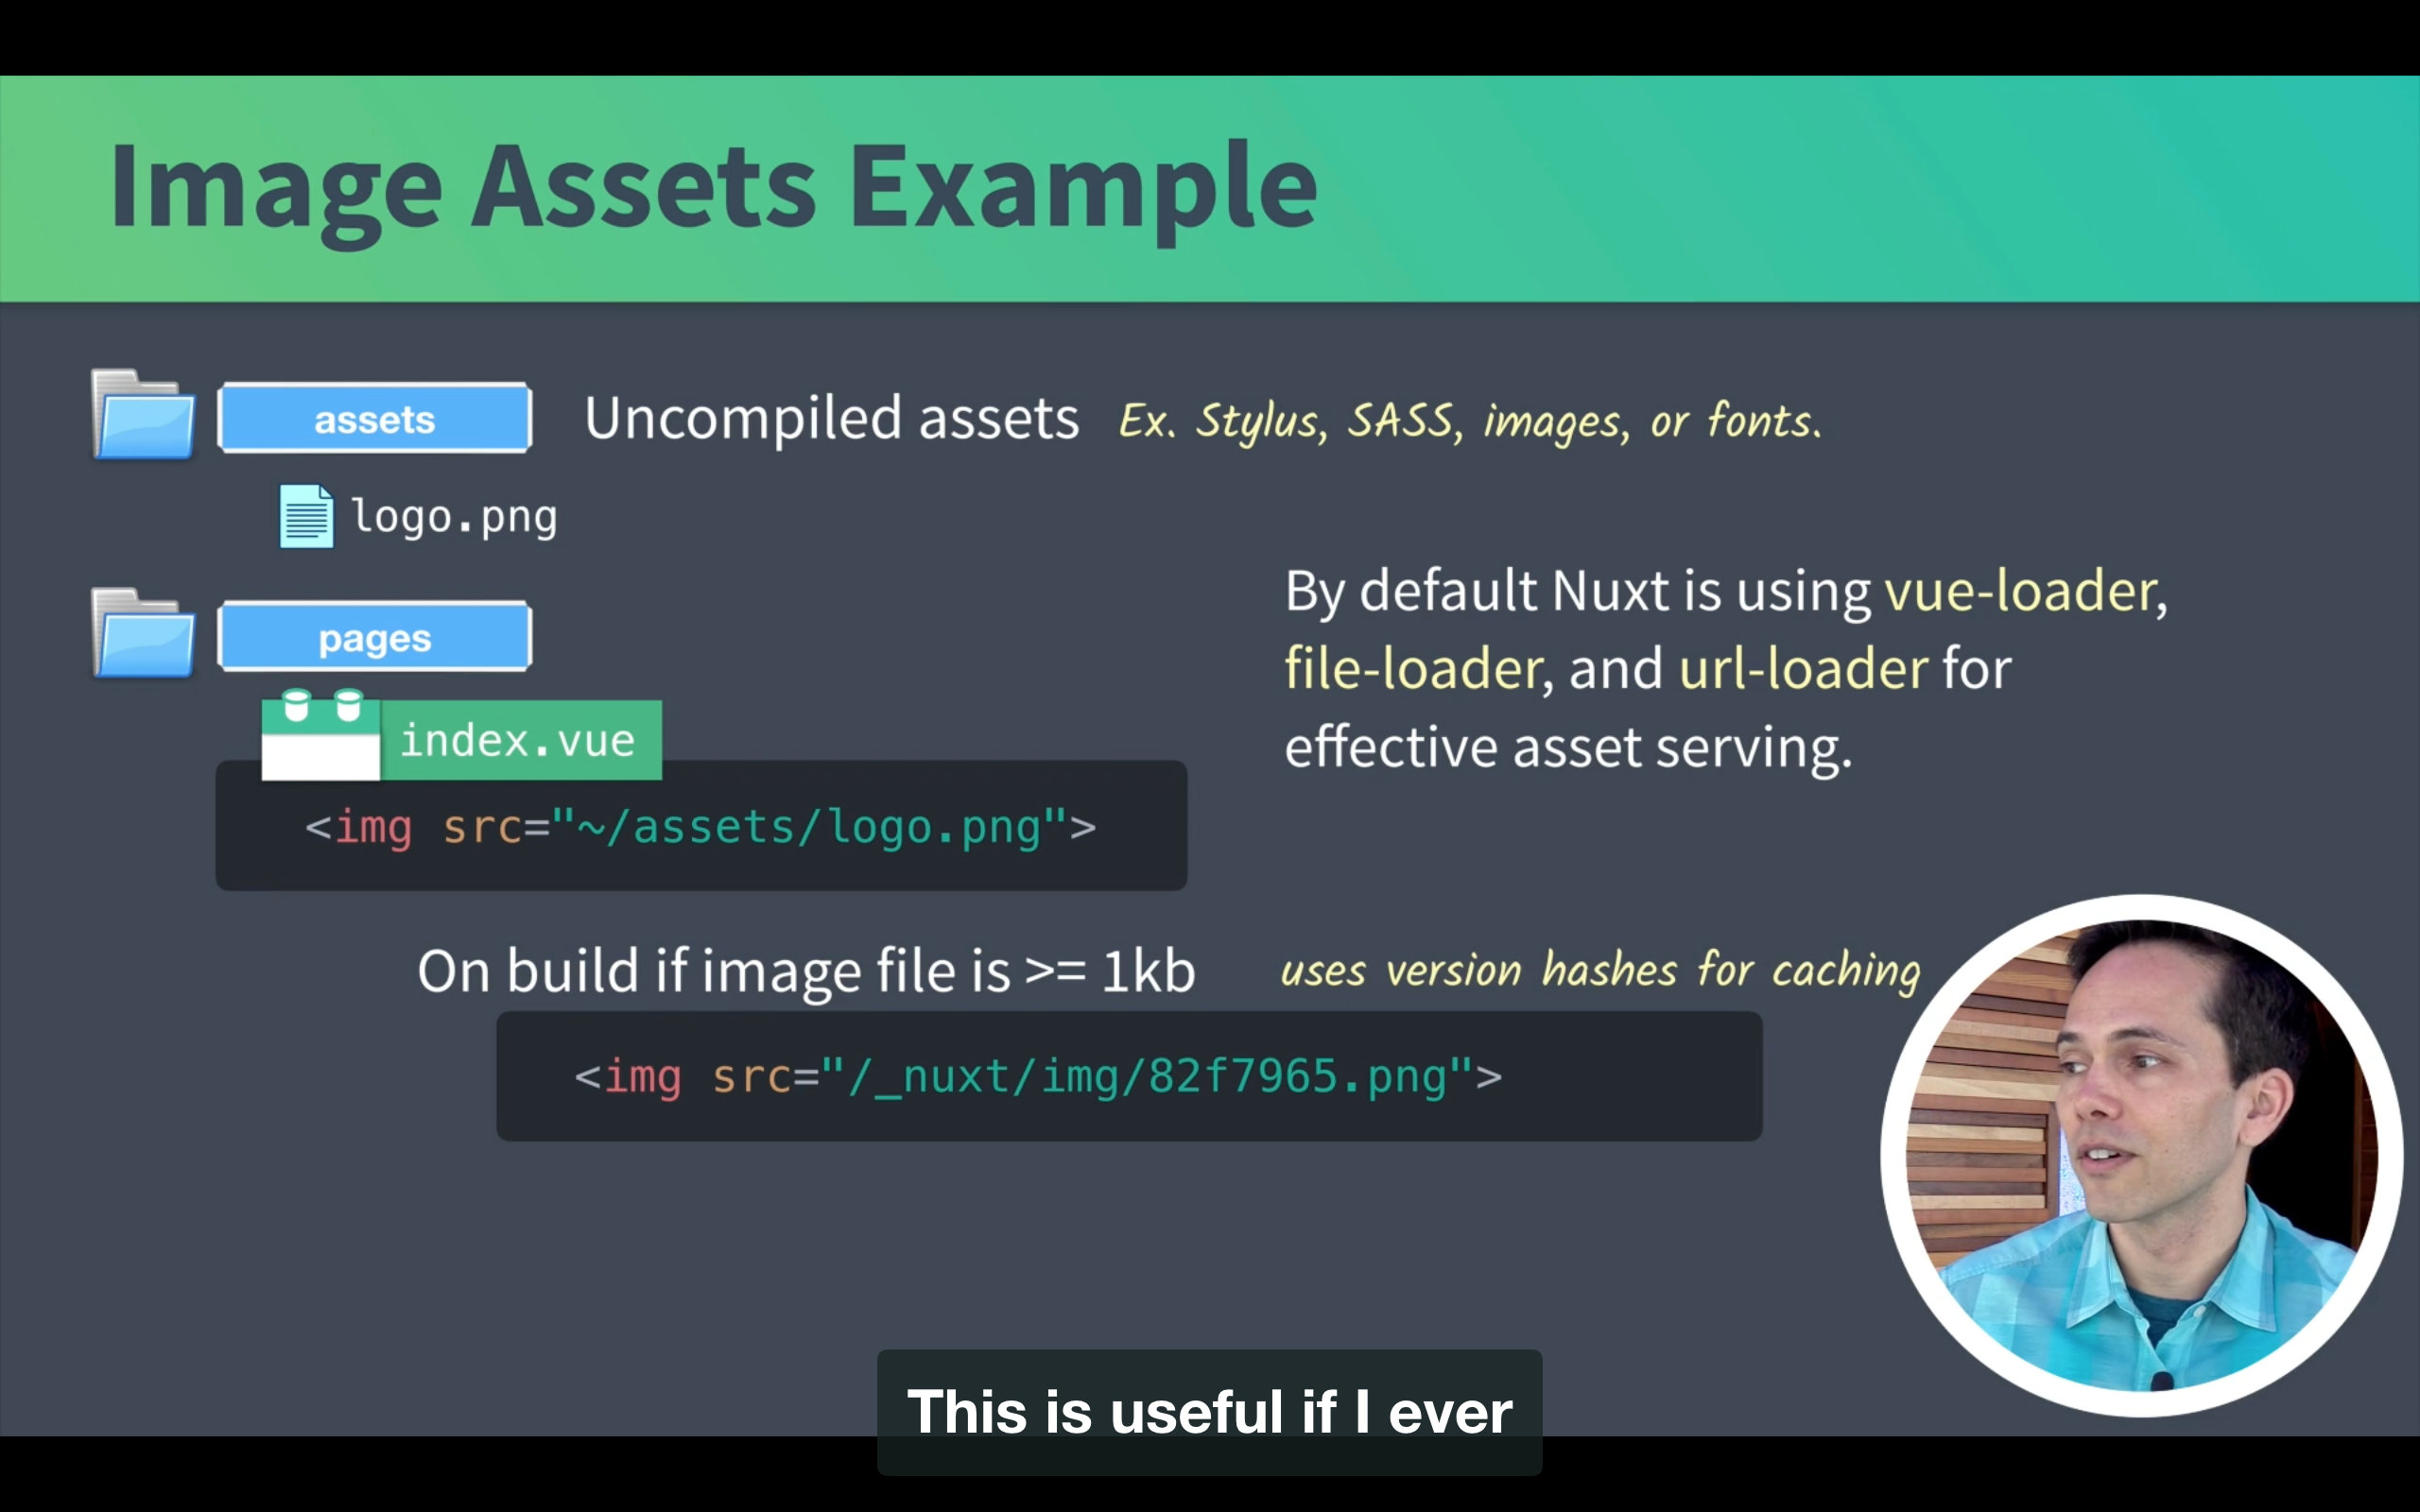 Image Assets Example
assets
Uncompiled assets Ex. Stylus, SASS, images, or fonts.
logo.png
pages
index.vue
<img src="~/assets/logo.png">
By default Nuxt is using vue-loader,
file-loader, and url-loader for
effective asset serving.
On build if image file is >= 1kb uses version hashes for caching
<img src="/_nuxt/img/82f7965.png">
This is useful if I ever